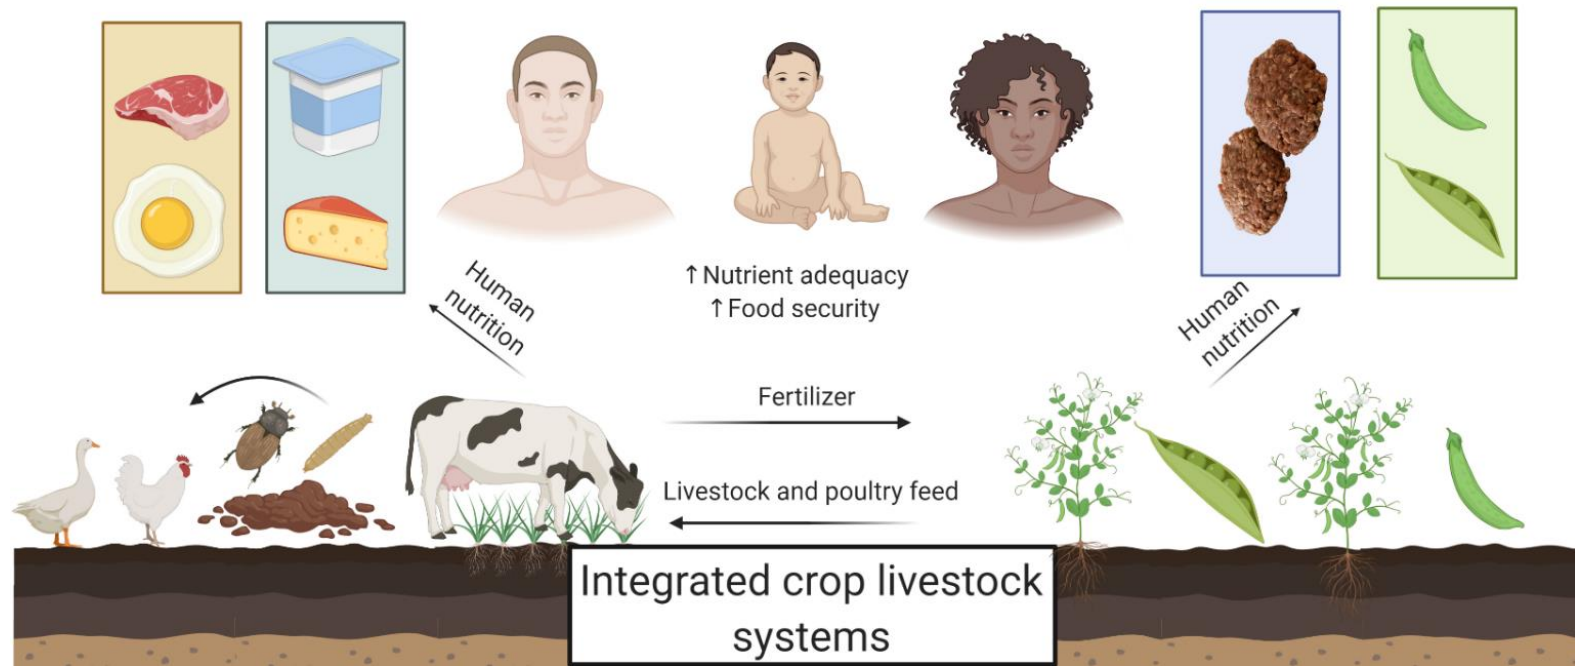 ↑Nutrient adequacy
↑Food security
Human
nutrition
Human
nutrition
Fertilizer
Livestock and poultry feed
Integrated crop livestock
systems